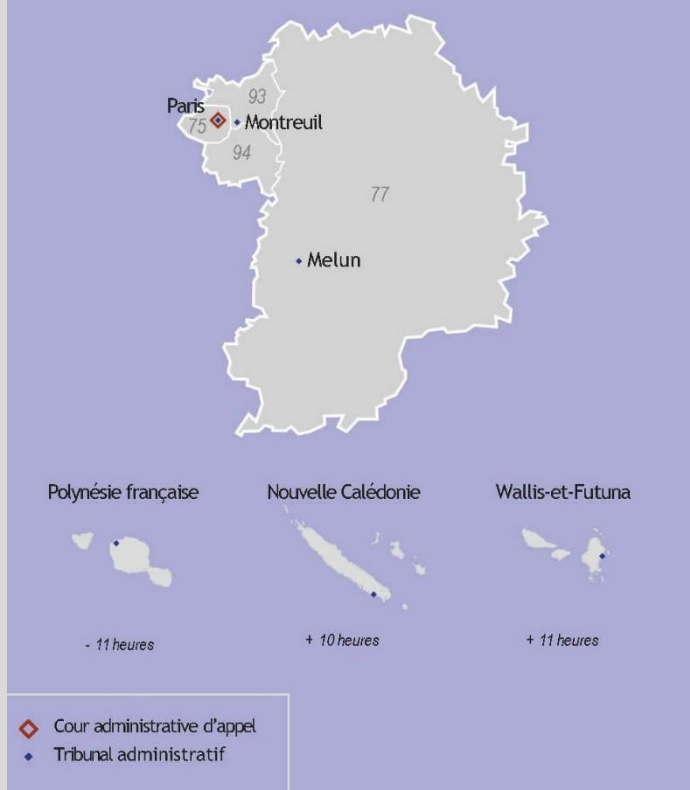 93
Paris
75
Montreuil
94
77
Melun
Polynésie française
Nouvelle Calédonie
Wallis-et-Futuna
- 11 heures
+ 10 heures
+ 11 heures
Cour administrative d'appel
Tribunal administratif